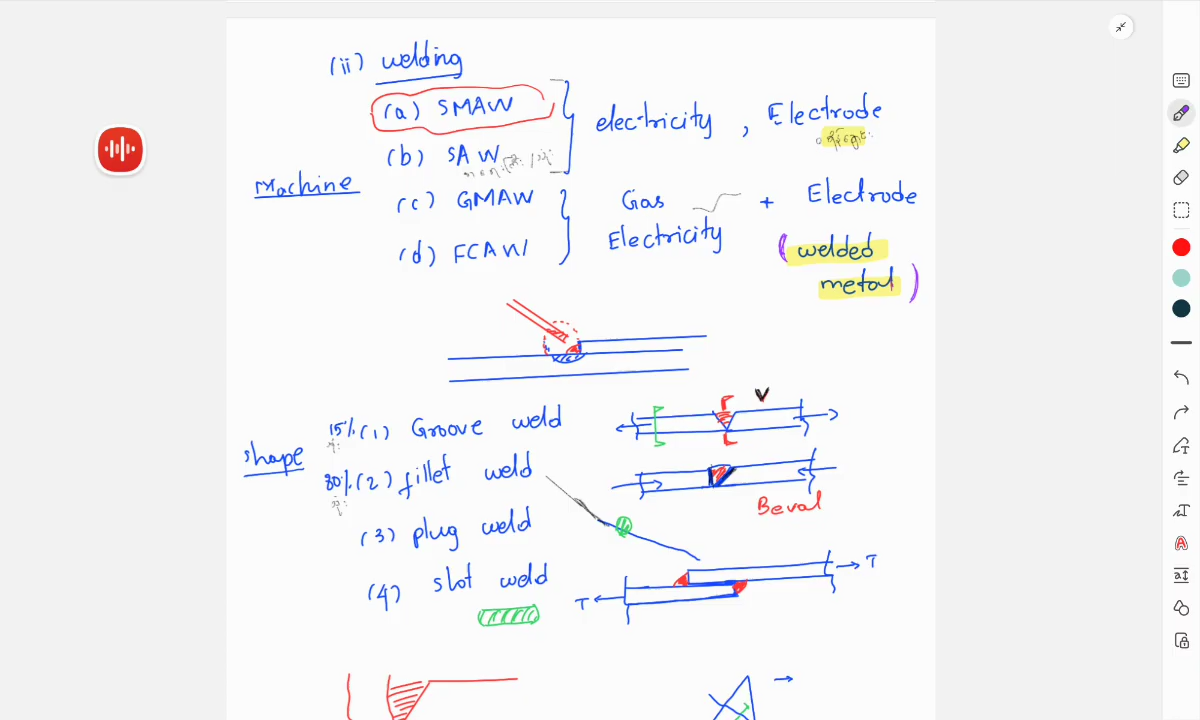 (ii) welding
(a) SMAW
electricity, Electrode
(b) SAW
Machine
(c) GMAW
Gas + Electrode
(d) FCAW
Electricity
(welded
metal)
15% (1) Groove weld
V
Shape
80% (2) fillet weld
Beval
(3) plug weld
(4) slot weld
T
T